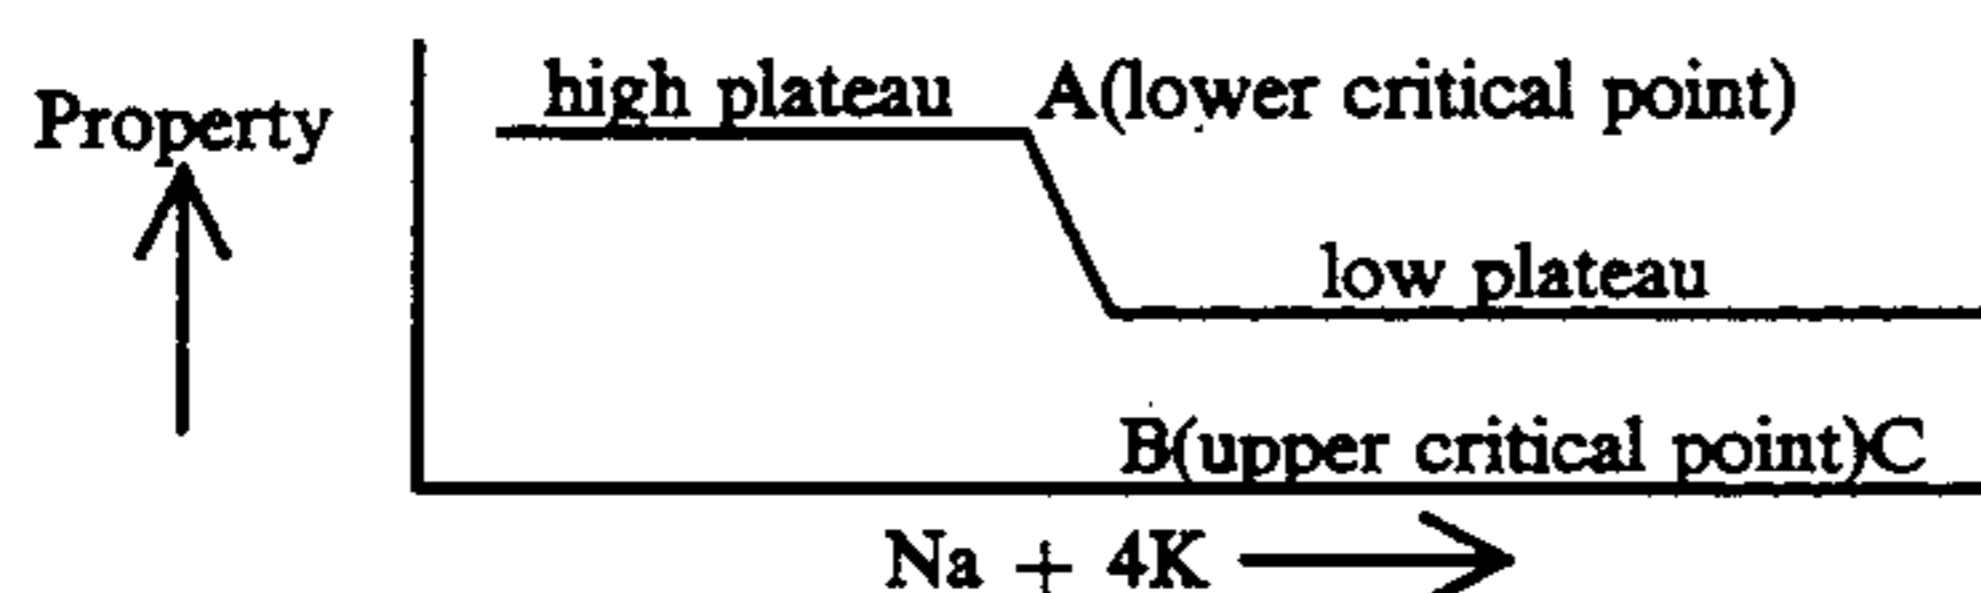 high plateau A(lower critical point)
Property
low plateau
B(upper critical point)C
Na + 4K